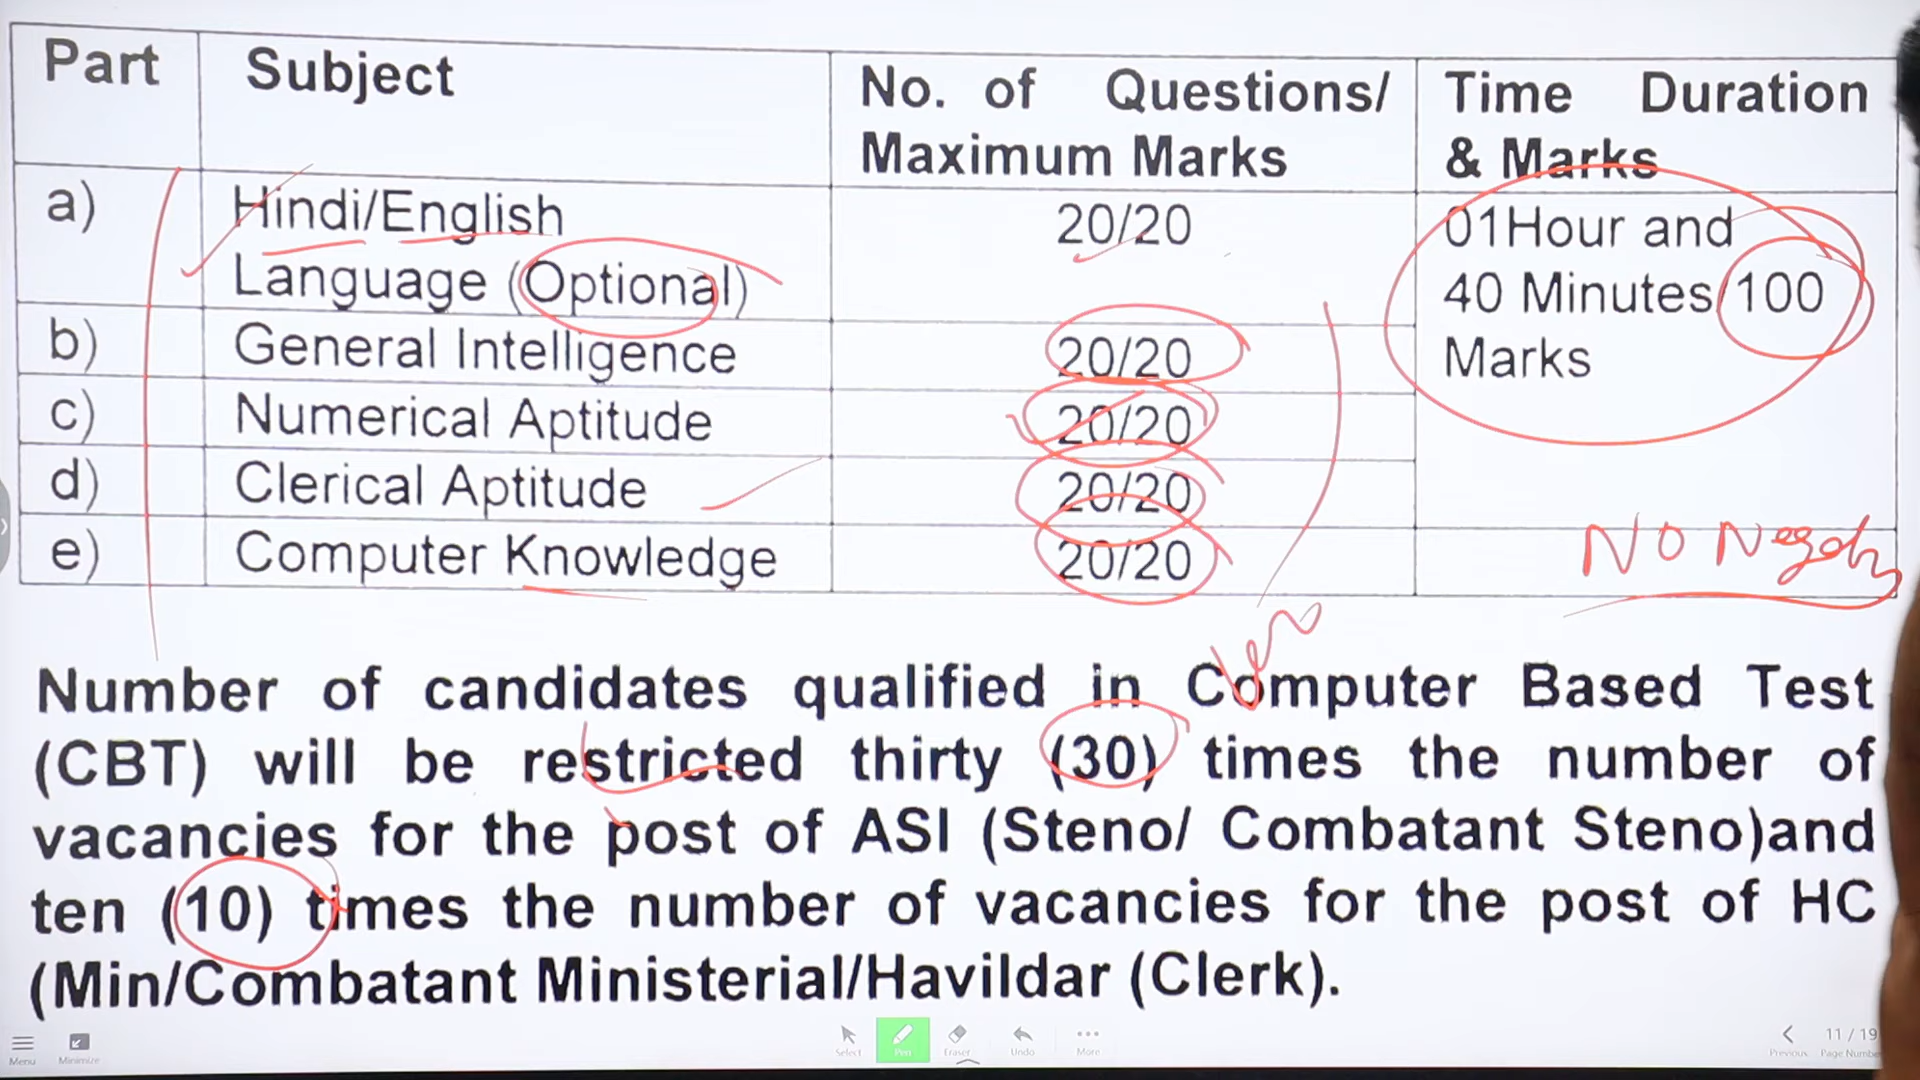 Part Subject No. of Questions/ Maximum Marks Time Duration & Marks
a) Hindi/English Language (Optional) 20/20 01Hour and 40 Minutes/100 Marks
b) General Intelligence 20/20
c) Numerical Aptitude 20/20
d) Clerical Aptitude 20/20
e) Computer Knowledge 20/20
No
Number of candidates qualified in Computer Based Test
(CBT) will be restricted thirty (30) times the number of
vacancies for the post of ASI (Steno/ Combatant Steno)and
ten (10) times the number of vacancies for the post of HC
(Min/Combatant Ministerial/Havildar (Clerk).
Menu Minimize Select Pen Eraser Undo More Previous 11 / 19 Page Number